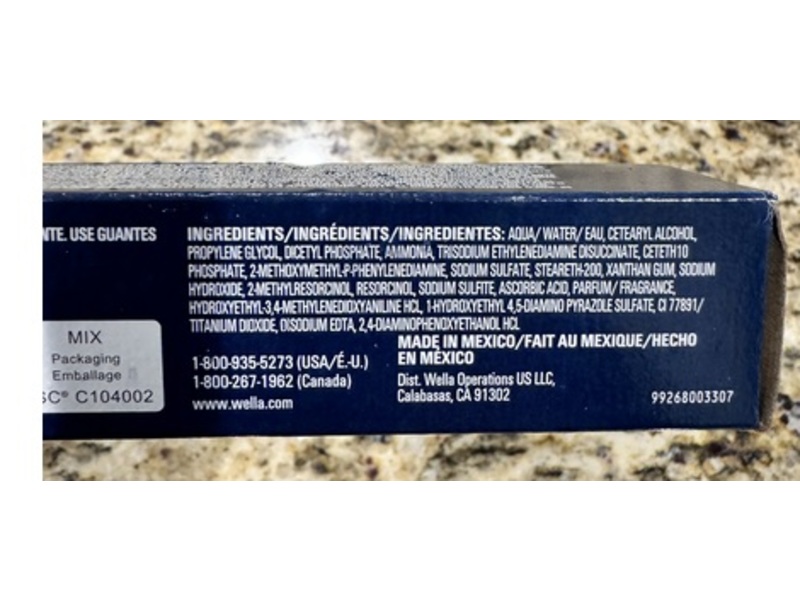 NTE. USE GUANTES
INGREDIENTS/INGRÉDIENTS/INGREDIENTES: AQUA/ WATER/ EAU, CETEARYL ALCOHOL,
PROPYLENE GLYCOL, DICETYL PHOSPHATE, AMMONIA, TRISODIUM ETHYLENEDIAMINE DISUCCINATE, CETETH10
PHOSPHATE, 2-METHOXYMETHYL-P-PHENYLENEDIAMINE, SODIUM SULFATE, STEARETH-200, XANTHAN GUM, SODIUM
HYDROXIDE, 2-METHYLRESORCINOL, RESORCINOL, SODIUM SULFITE, ASCORBIC ACID, PARFUM/ FRAGRANCE,
HYDROXYETHYL-3,4-METHYLENEDIOXYANILINE HCL, 1-HYDROXYETHYL 4,5-DIAMINO PYRAZOLE SULFATE, CI 77891/
TITANIUM DIOXIDE, DISODIUM EDTA, 2,4-DIAMINOPHENOXYETHANOL HCL
MADE IN MEXICO/FAIT AU MEXIQUE/HECHO
EN MÉXICO
1-800-935-5273 (USA/É.-U.)
1-800-267-1962 (Canada)
www.wella.com
Dist. Wella Operations US LLC,
Calabasas, CA 91302
99268003307
MIX
Packaging
Emballage
SC® C104002